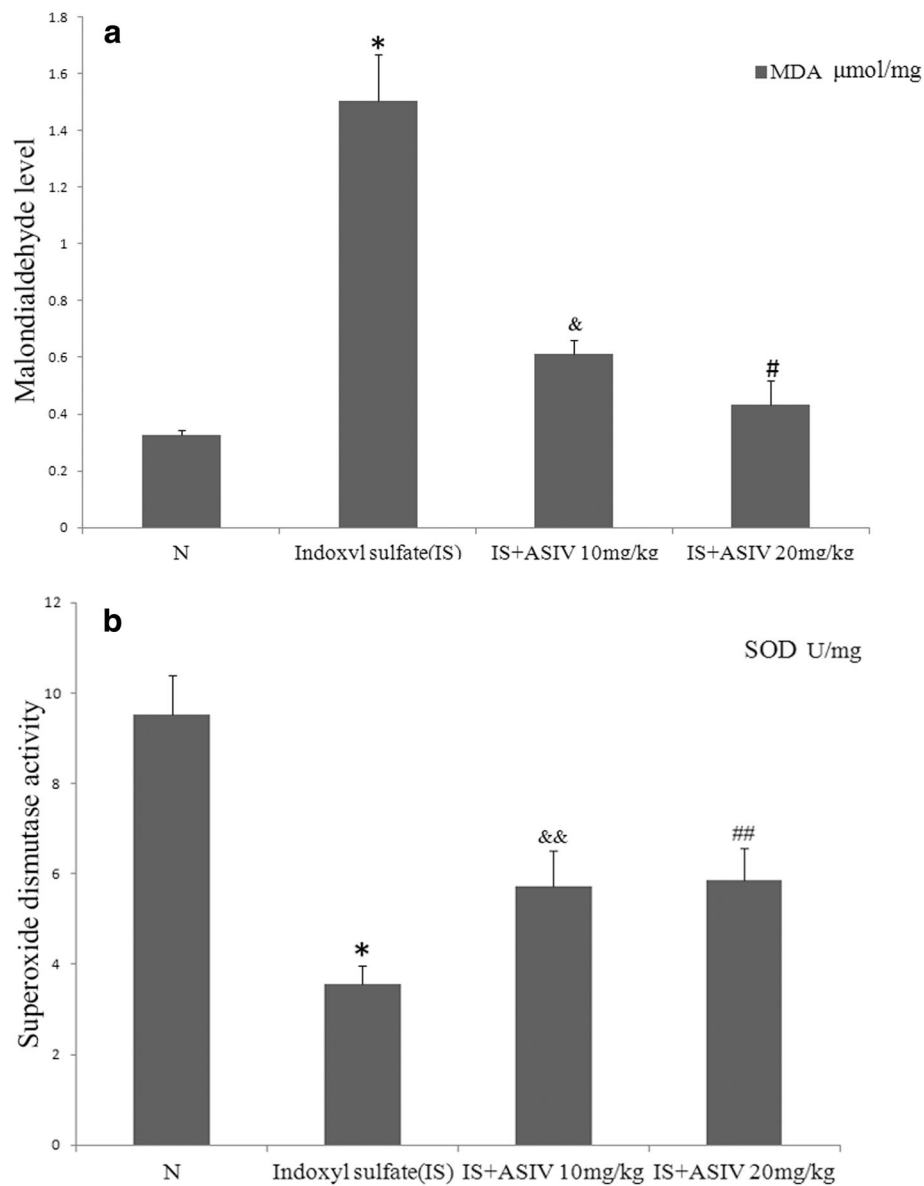 a
*
MDA μmol/mg
Malondialdehyde level
1.8
1.6
1.4
1.2
1
0.8
0.6
0.4
0.2
0
&
#
N
Indoxyl sulfate(IS)
IS+ASIV 10mg/kg
IS+ASIV 20mg/kg
b
SOD U/mg
Superoxide dismutase activity
12
10
8
6
4
2
0
*
&&
##
N
Indoxyl sulfate(IS)
IS+ASIV 10mg/kg
IS+ASIV 20mg/kg